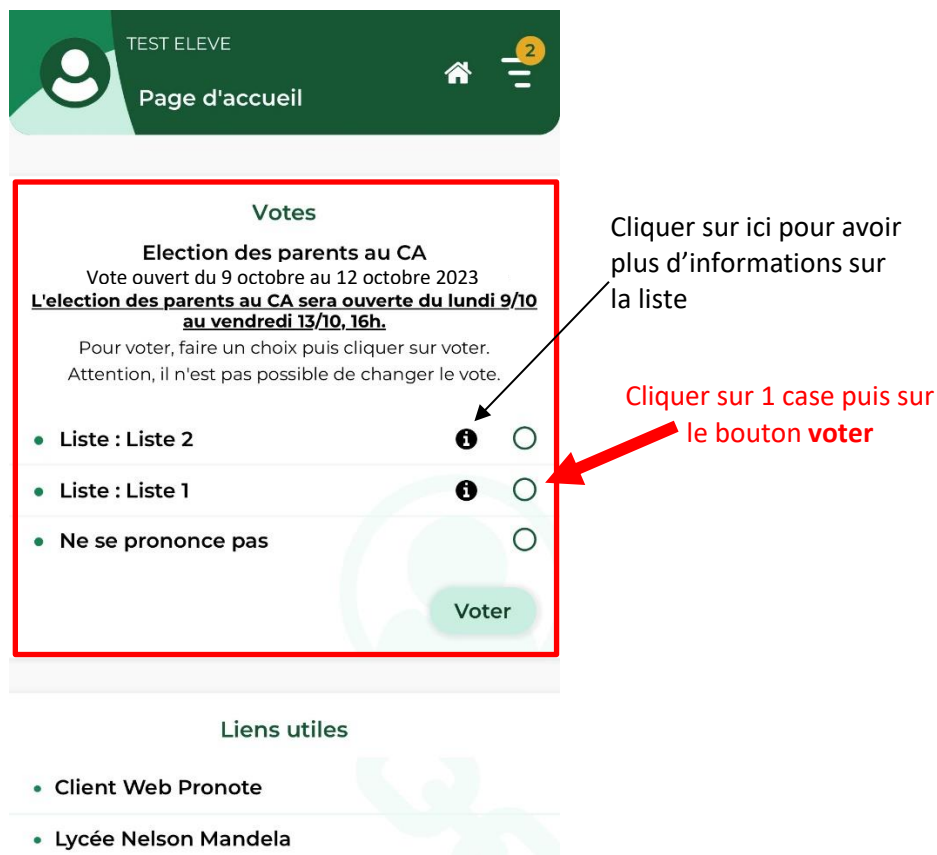 TEST ELEVE
2
Page d'accueil
Votes
Election des parents au CA
Vote ouvert du 9 octobre au 12 octobre 2023
L'election des parents au CA sera ouverte du lundi 9/10
au vendredi 13/10, 16h.
Pour voter, faire un choix puis cliquer sur voter.
Attention, il n'est pas possible de changer le vote.
Liste : Liste 2
Liste : Liste 1
Ne se prononce pas
Voter
Cliquer sur ici pour avoir
plus d’informations sur
la liste
Cliquer sur 1 case puis sur
le bouton voter
Liens utiles
Client Web Pronote
Lycée Nelson Mandela